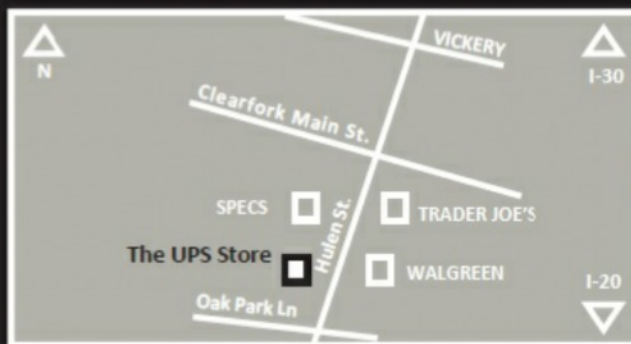 VICKERY
N
I-30
Clearfork Main St.
SPECS
TRADER JOE'S
Hulen St.
The UPS Store
WALGREEN
I-20
Oak Park Ln